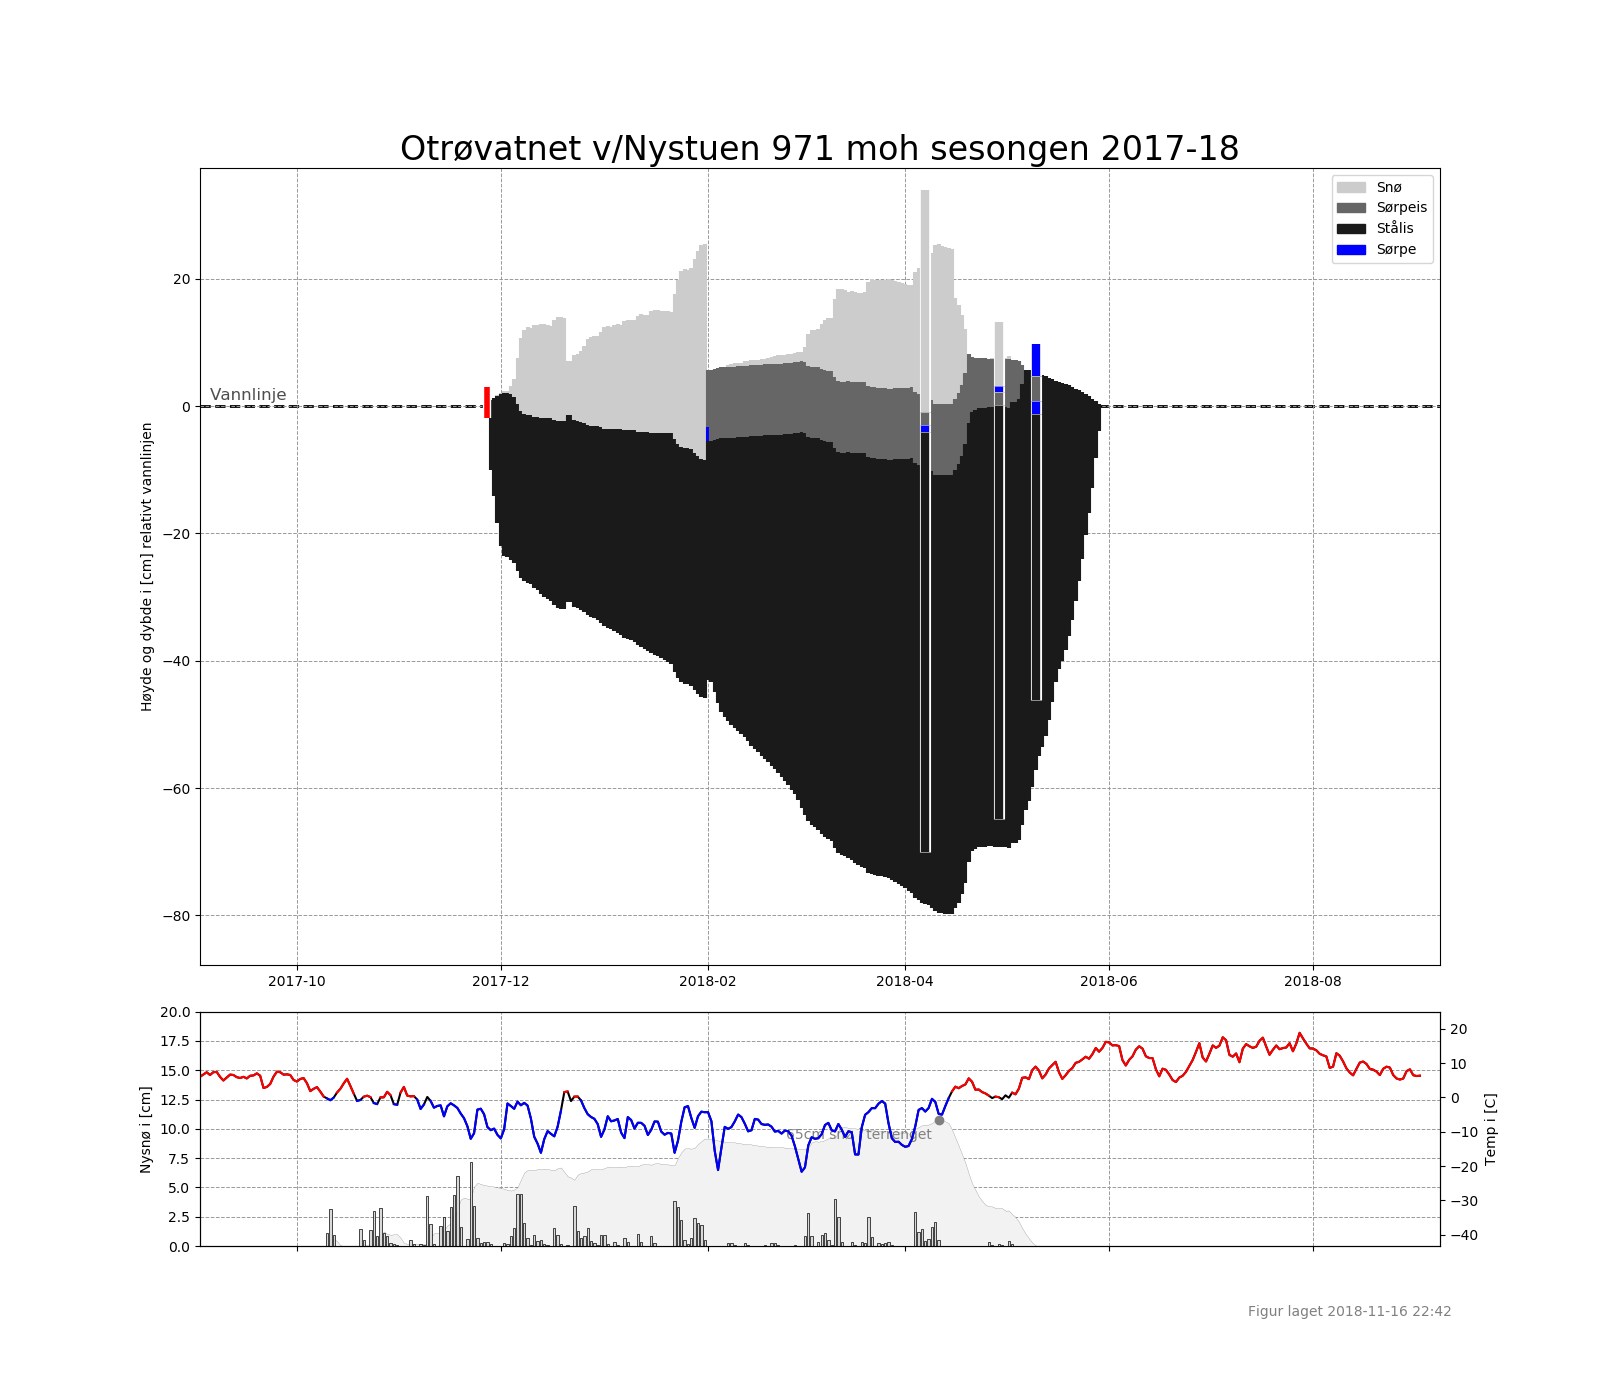 Otrøvatnet v/Nystuen 971 moh sesongen 2017-18
Snø
Sørpeis
Stålis
Sørpe
Vannlinje
Høyde og dybde i [cm] relativt vannlinjen
20
0
−20
−40
−60
−80
2017-10
2017-12
2018-02
2018-04
2018-06
2018-08
Nysnø i [cm]
20.0
17.5
15.0
12.5
10.0
7.5
5.0
2.5
0.0
20
10
0
−10
−20
−30
−40
Temp i [C]
Figur laget 2018-11-16 22:42